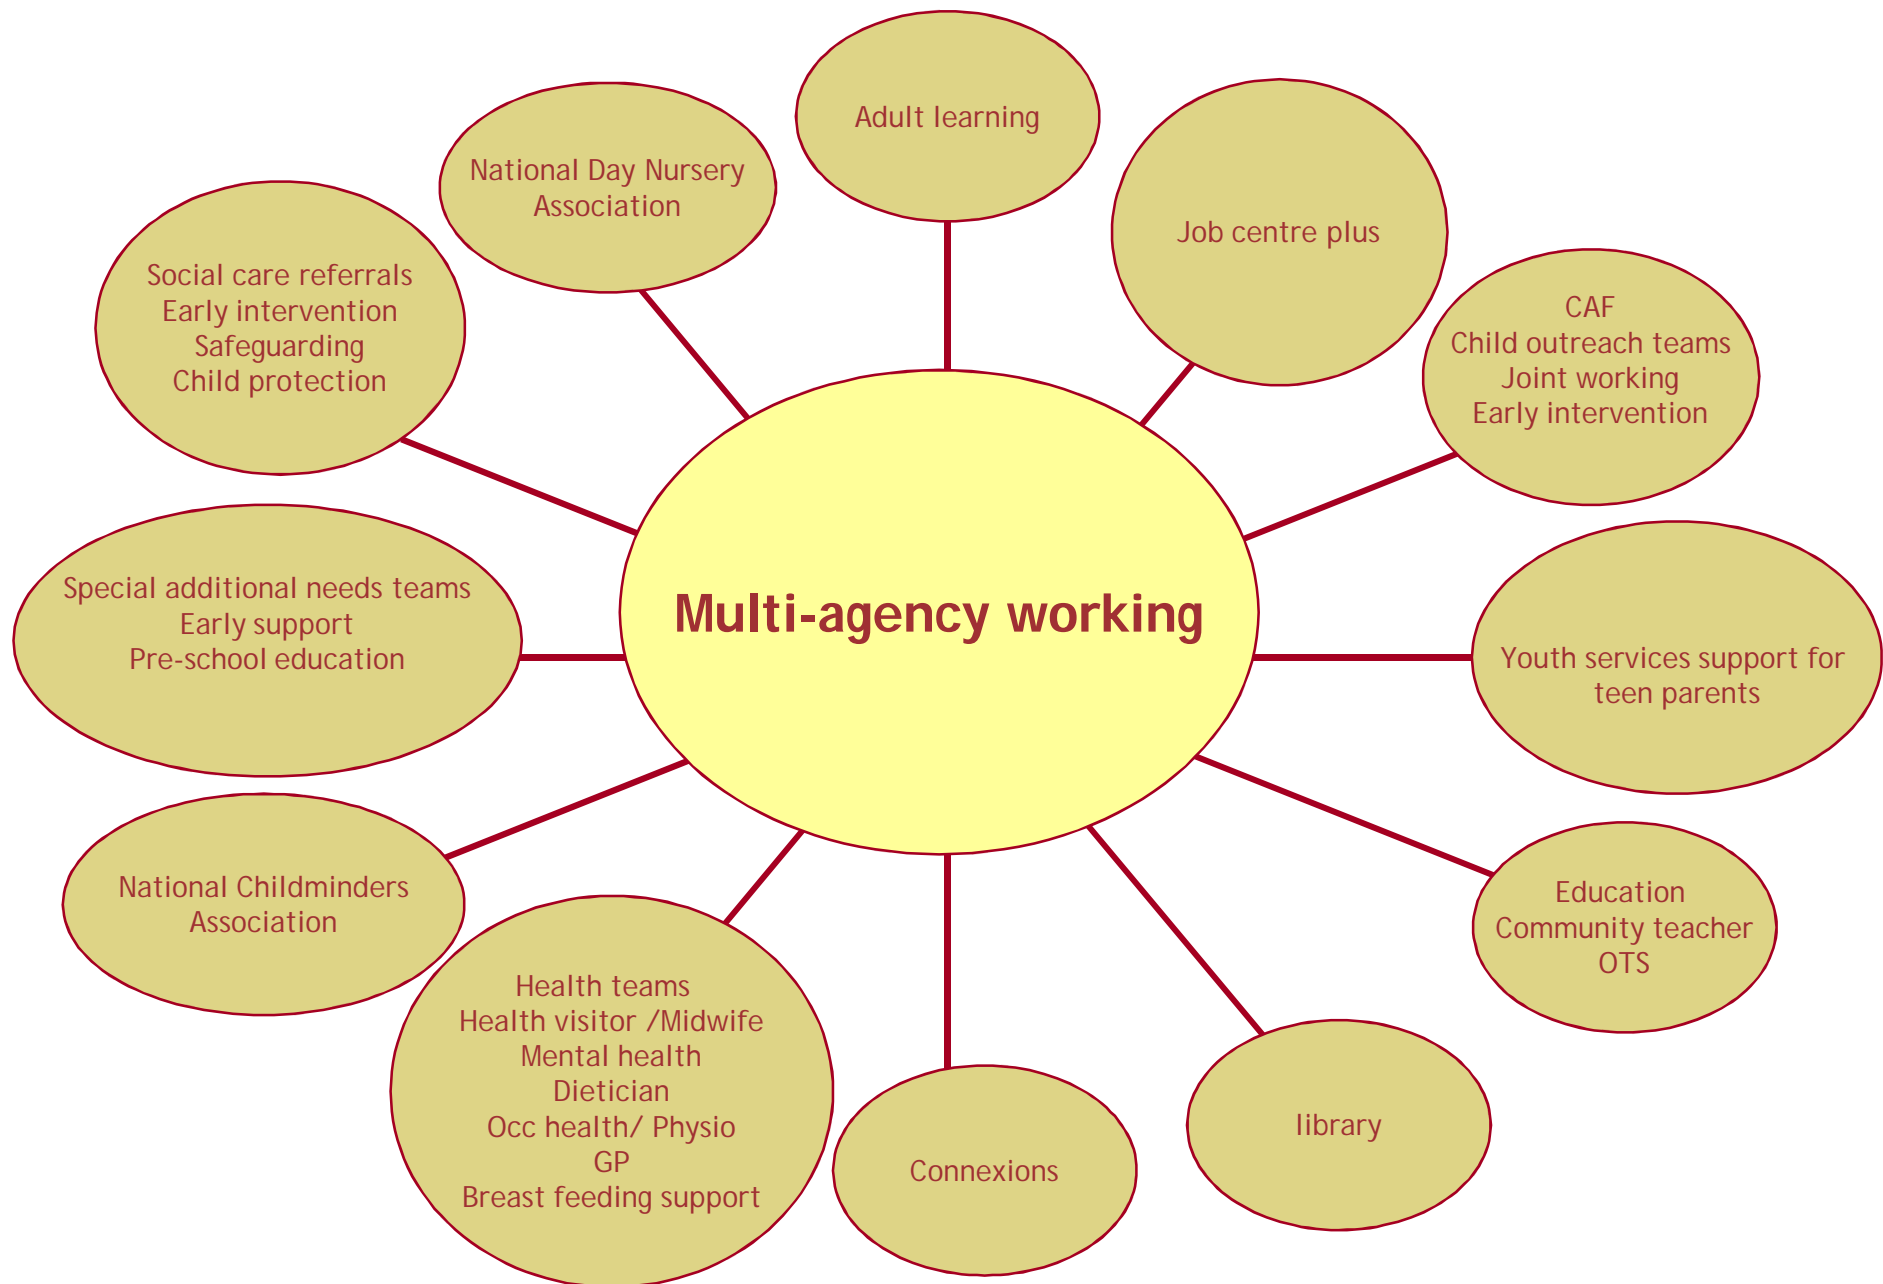 Adult learning
National Day Nursery
Association
Job centre plus
Social care referrals
Early intervention
Safeguarding
Child protection
CAF
Child outreach teams
Joint working
Early intervention
Multi-agency working
Special additional needs teams
Early support
Pre-school education
Youth services support for
teen parents
National Childminders
Association
Education
Community teacher
OTS
Health teams
Health visitor /Midwife
Mental health
Dietician
Occ health/ Physio
GP
Breast feeding support
Connexions
library